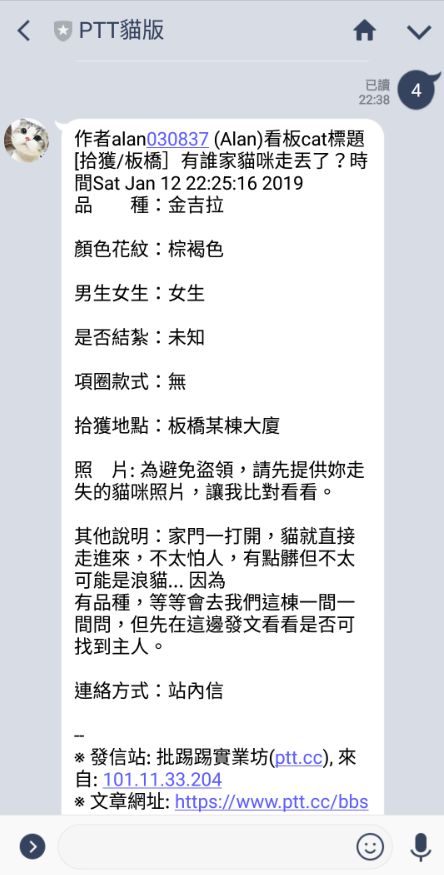 PTT貓版
已讀
22:38
4
作者alan030837 (Alan)看板cat標題
[拾獲/板橋］有誰家貓咪走丟了？時
間Sat Jan 12 22:25:16 2019
品　　種：金吉拉
顏色花紋：棕褐色
男生女生：女生
是否結紮：未知
項圈款式：無
拾獲地點：板橋某棟大廈
照　片: 為避免盜領，請先提供妳走
失的貓咪照片，讓我比對看看。
其他說明：家門一打開，貓就直接
走進來，不太怕人，有點髒但不太
可能是浪貓... 因為
有品種，等等會去我們這棟一間一
間問，但先在這邊發文看看是否可
找到主人。
連絡方式：站內信
--
※ 發信站: 批踢踢實業坊(ptt.cc), 來
自: 101.11.33.204
※ 文章網址: https://www.ptt.cc/bbs